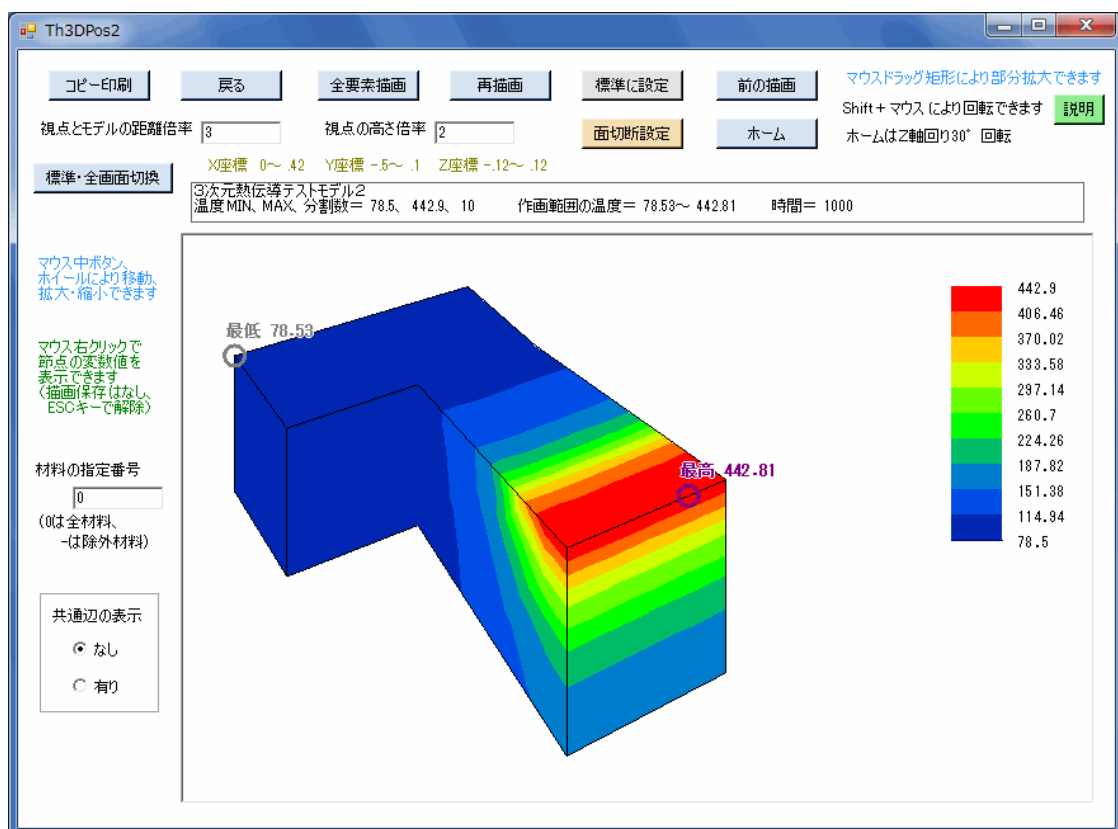 Th3DPos2
コピー印刷 戻る 全要素描画 再描画 標準に設定 前の描画 マウスドラッグ矩形により部分拡大できます
Shift+マウスにより回転できます 説明
視点とモデルの距離倍率 3 視点の高さ倍率 2 面切断設定 ホーム ホームはZ軸回り30° 回転
X座標 0～ .42 Y座標 -.5～ .1 Z座標 -.12～ .12
標準・全画面切換
3次元熱伝導テストモデル2
温度MIN、MAX、分割数= 78.5、 442.9、 10 作画範囲の温度= 78.53～ 442.81 時間= 1000
マウス中ボタン、
ホイールにより移動、
拡大・縮小できます
マウス右クリックで
節点の変数値を
表示できます
(描画保存はなし、
ESCキーで解除)
材料の指定番号
0
(0は全材料、
-は除外材料)
共通辺の表示
なし
有り
最低 78.53
最高 442.81
442.9
406.46
370.02
333.58
297.14
260.7
224.26
187.82
151.38
114.94
78.5